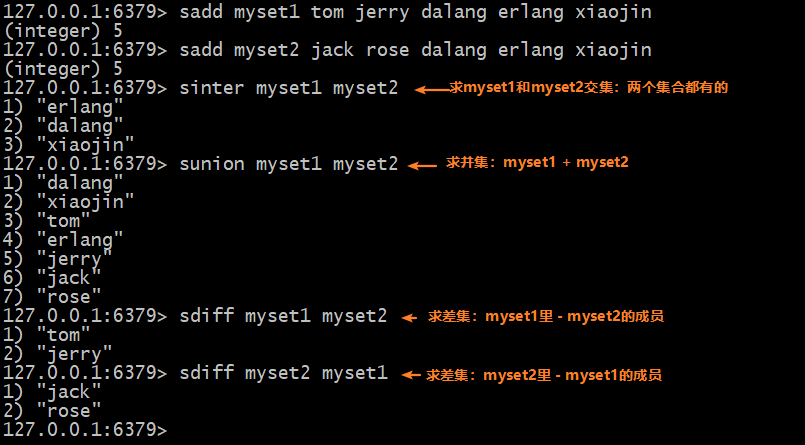 127.0.0.1:6379> sadd myset1 tom jerry dalang erlang xiaojin
(integer) 5
127.0.0.1:6379> sadd myset2 jack rose dalang erlang xiaojin
(integer) 5
127.0.0.1:6379> sinter myset1 myset2 求myset1和myset2交集：两个集合都有的
1) "erlang"
2) "dalang"
3) "xiaojin"
127.0.0.1:6379> sunion myset1 myset2 求并集：myset1 + myset2
1) "dalang"
2) "xiaojin"
3) "tom"
4) "erlang"
5) "jerry"
6) "jack"
7) "rose"
127.0.0.1:6379> sdiff myset1 myset2 求差集：myset1里 - myset2的成员
1) "tom"
2) "jerry"
127.0.0.1:6379> sdiff myset2 myset1 求差集：myset2里 - myset1的成员
1) "jack"
2) "rose"
127.0.0.1:6379>